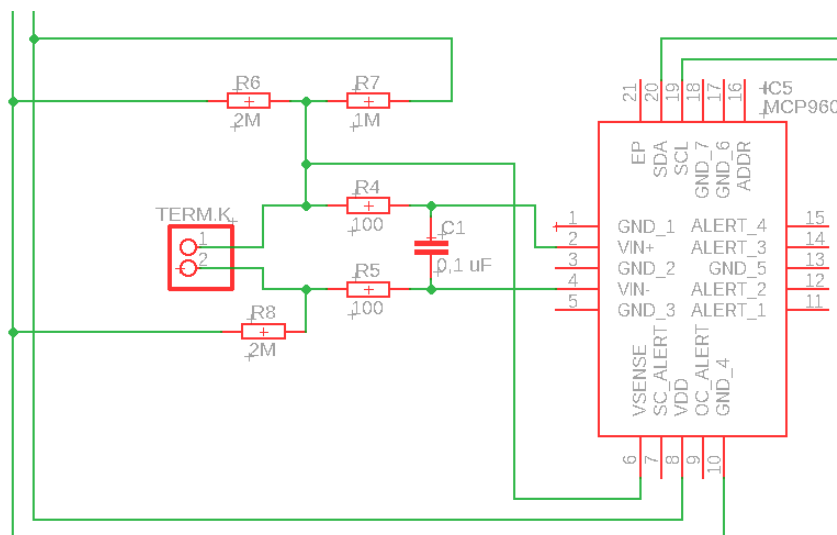 R6
2M
R7
1M
R4
100
TERM.K
1
2
C1
0,1 uF
R5
100
R8
2M
IC5
MCP960
21
20
19
18
17
16
EP
SDA
SCL
GND_7
GND_6
ADDR
1
GND_1
ALERT_4
15
2
VIN+
ALERT_3
14
3
GND_2
GND_5
13
4
VIN-
ALERT_2
12
5
GND_3
ALERT_1
11
VSENSE
SC_ALERT
VDD
OC_ALERT
GND_4
6
7
8
9
10